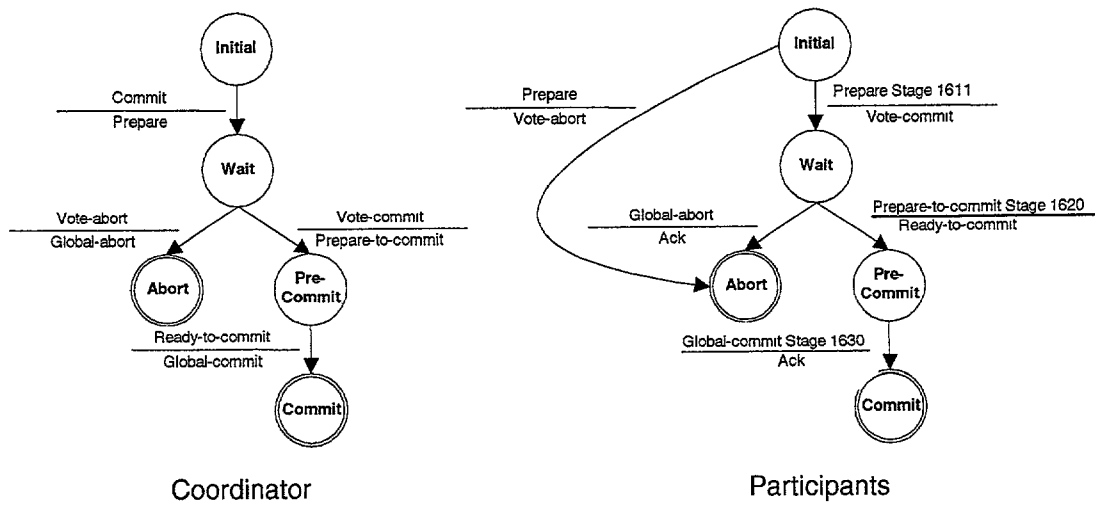 Initial
Commit
Prepare
Wait
Vote-abort
Global-abort
Vote-commit
Prepare-to-commit
Abort
Pre-
Commit
Ready-to-commit
Global-commit
Commit
Coordinator
Initial
Prepare
Vote-abort
Prepare Stage 1611
Vote-commit
Wait
Global-abort
Ack
Prepare-to-commit Stage 1620
Ready-to-commit
Abort
Pre-
Commit
Global-commit Stage 1630
Ack
Commit
Participants